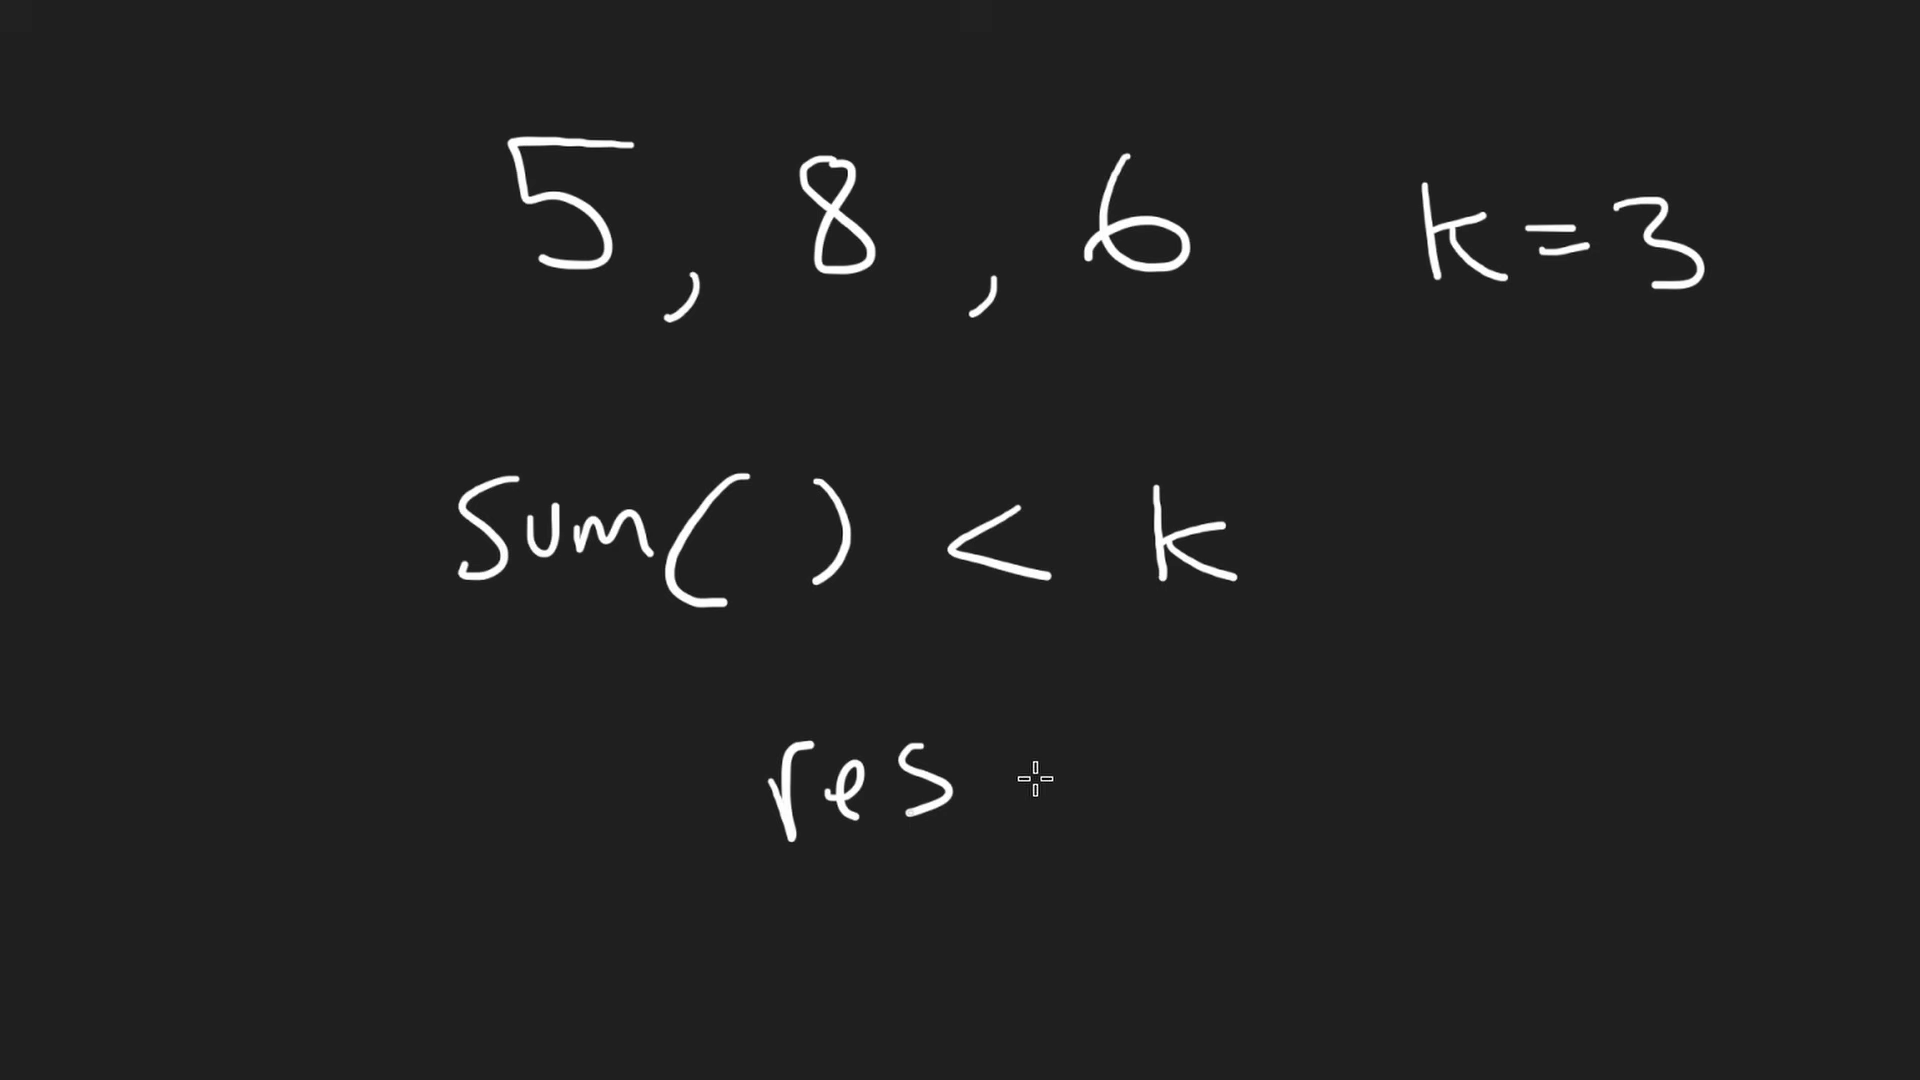 5, 8, 6 k=3
Sum( ) < k
res